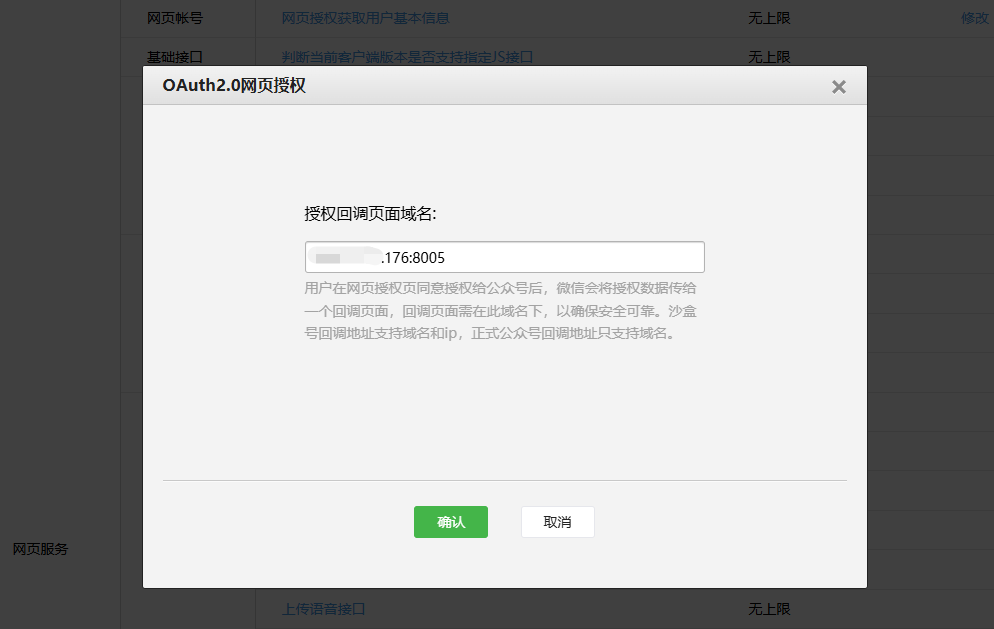 网页帐号 网页授权获取用户基本信息 无上限 修改
基础接口 判断当前客户端版本是否支持指定JS接口 无上限
OAuth2.0网页授权
授权回调页面域名:
.176:8005
用户在网页授权页同意授权给公众号后，微信会将授权数据传给
一个回调页面，回调页面需在此域名下，以确保安全可靠。沙盒
号回调地址支持域名和ip，正式公众号回调地址只支持域名。
确认 取消
网页服务
上传语音接口 无上限